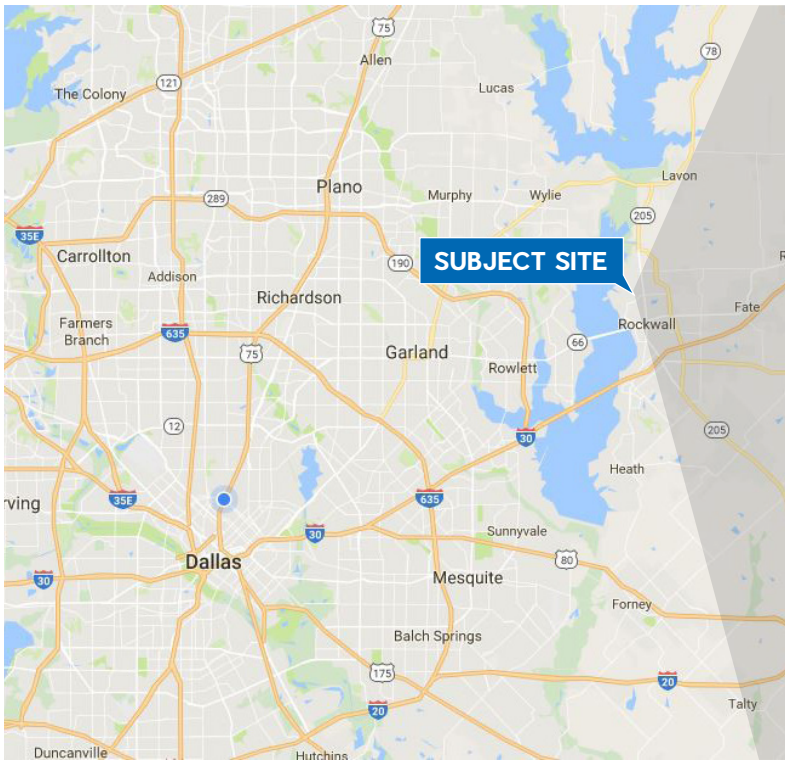 75
Allen
78
121
The Colony
Lucas
Lavon
Plano
289
Murphy
Wylie
205
35E
Carrollton
190
SUBJECT SITE
R
Addison
Richardson
Fate
Farmers
Branch
635
Rockwall
66
75
Garland
Rowlett
12
30
205
Heath
rving
35E
635
30
Sunnyvale
80
Dallas
30
Mesquite
Forney
Balch Springs
175
20
20
Talty
Duncanville
Hutchins